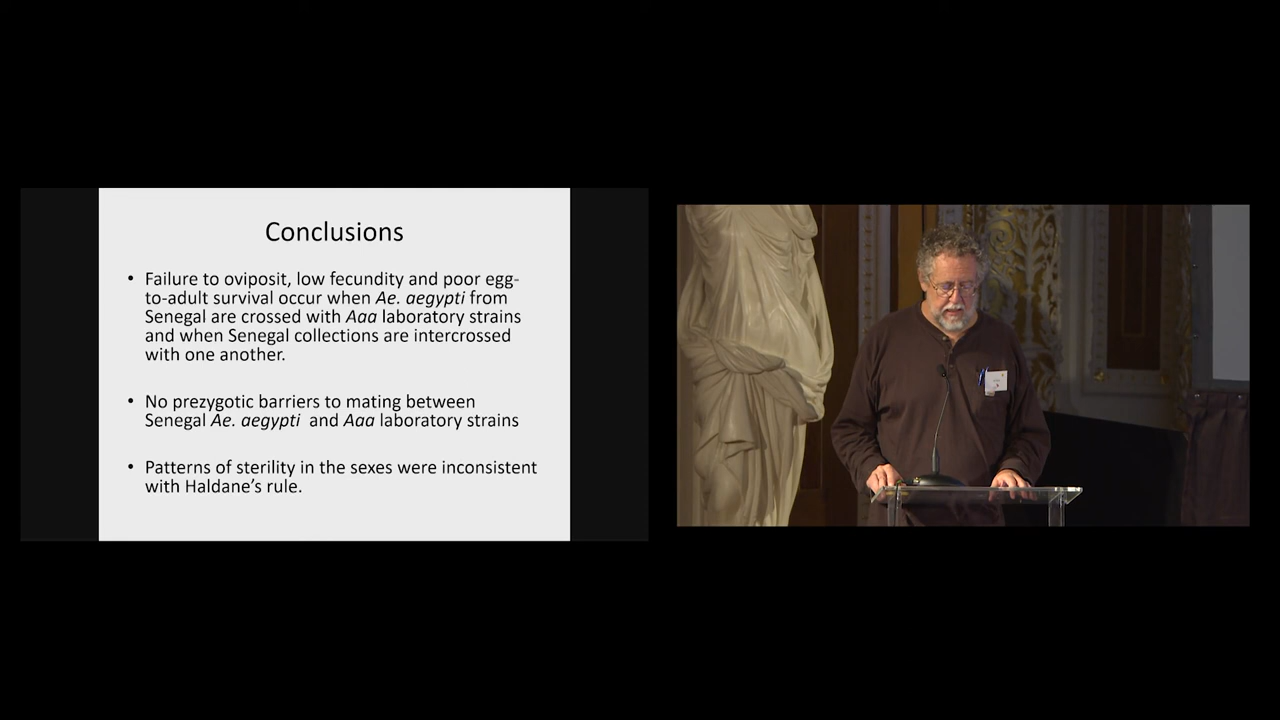 Conclusions
• Failure to oviposit, low fecundity and poor egg-
to-adult survival occur when Ae. aegypti from
Senegal are crossed with Aaa laboratory strains
and when Senegal collections are intercrossed
with one another.
• No prezygotic barriers to mating between
Senegal Ae. aegypti and Aaa laboratory strains
• Patterns of sterility in the sexes were inconsistent
with Haldane's rule.